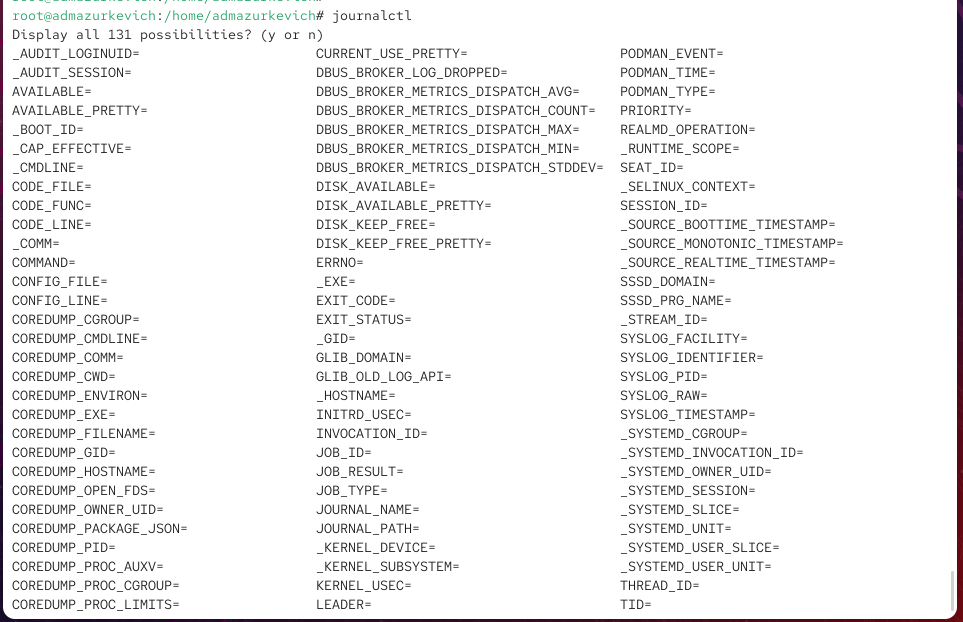 root@admazurkevich:/home/admazurkevich# journalctl
Display all 131 possibilities? (y or n)
_AUDIT_LOGINUID= CURRENT_USE_PRETTY= PODMAN_EVENT=
_AUDIT_SESSION= DBUS_BROKER_LOG_DROPPED= PODMAN_TIME=
AVAILABLE= DBUS_BROKER_METRICS_DISPATCH_AVG= PODMAN_TYPE=
AVAILABLE_PRETTY= DBUS_BROKER_METRICS_DISPATCH_COUNT= PRIORITY=
_BOOT_ID= DBUS_BROKER_METRICS_DISPATCH_MAX= REALMD_OPERATION=
_CAP_EFFECTIVE= DBUS_BROKER_METRICS_DISPATCH_MIN= _RUNTIME_SCOPE=
_CMDLINE= DBUS_BROKER_METRICS_DISPATCH_STDDEV= SEAT_ID=
CODE_FILE= DISK_AVAILABLE= _SELINUX_CONTEXT=
CODE_FUNC= DISK_AVAILABLE_PRETTY= SESSION_ID=
CODE_LINE= DISK_KEEP_FREE= _SOURCE_BOOTTIME_TIMESTAMP=
_COMM= DISK_KEEP_FREE_PRETTY= _SOURCE_MONOTONIC_TIMESTAMP=
COMMAND= ERRNO= _SOURCE_REALTIME_TIMESTAMP=
CONFIG_FILE= _EXE= SSSD_DOMAIN=
CONFIG_LINE= EXIT_CODE= SSSD_PRG_NAME=
COREDUMP_CGROUP= EXIT_STATUS= _STREAM_ID=
COREDUMP_CMDLINE= _GID= SYSLOG_FACILITY=
COREDUMP_COMM= GLIB_DOMAIN= SYSLOG_IDENTIFIER=
COREDUMP_CWD= GLIB_OLD_LOG_API= SYSLOG_PID=
COREDUMP_ENVIRON= _HOSTNAME= SYSLOG_RAW=
COREDUMP_EXE= INITRD_USEC= SYSLOG_TIMESTAMP=
COREDUMP_FILENAME= INVOCATION_ID= _SYSTEMD_CGROUP=
COREDUMP_GID= JOB_ID= _SYSTEMD_INVOCATION_ID=
COREDUMP_HOSTNAME= JOB_RESULT= _SYSTEMD_OWNER_UID=
COREDUMP_OPEN_FDS= JOB_TYPE= _SYSTEMD_SESSION=
COREDUMP_OWNER_UID= JOURNAL_NAME= _SYSTEMD_SLICE=
COREDUMP_PACKAGE_JSON= JOURNAL_PATH= _SYSTEMD_UNIT=
COREDUMP_PID= _KERNEL_DEVICE= _SYSTEMD_USER_SLICE=
COREDUMP_PROC_AUXV= _KERNEL_SUBSYSTEM= _SYSTEMD_USER_UNIT=
COREDUMP_PROC_CGROUP= KERNEL_USEC= THREAD_ID=
COREDUMP_PROC_LIMITS= LEADER= TID=